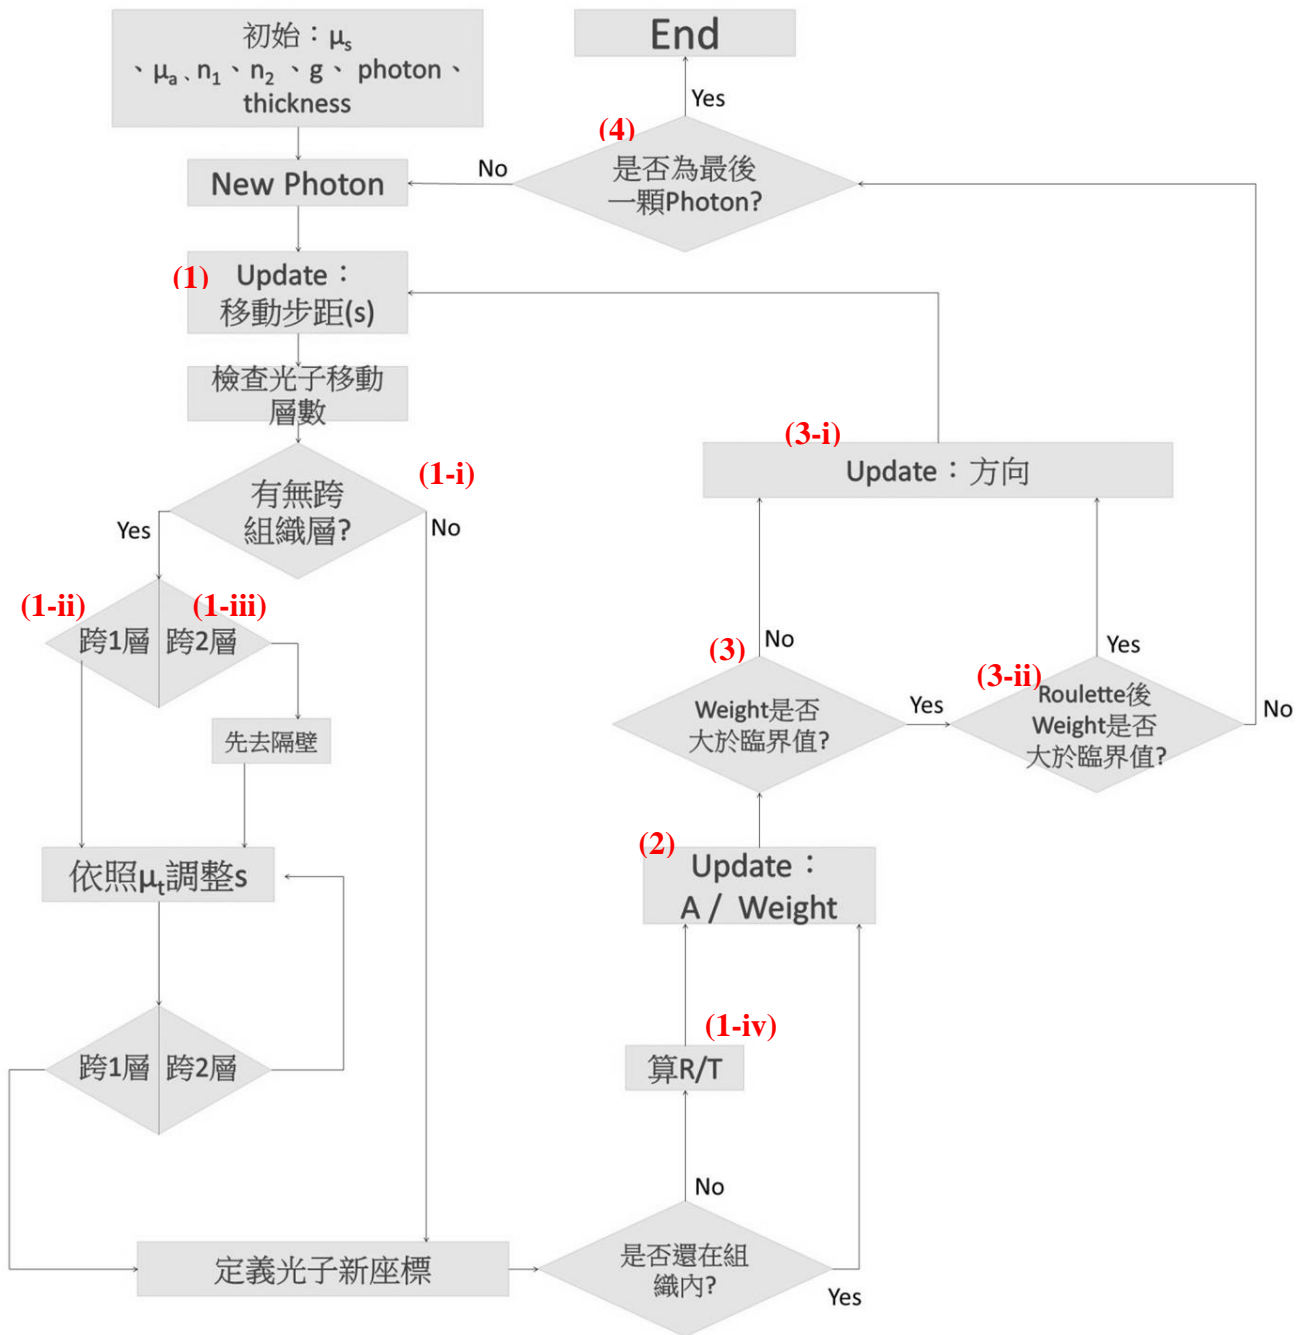 初始：μs
、μa、n1、n2、g、photon、
thickness
New Photon
(1)
Update：
移動步距(s)
檢查光子移動
層數
(1-i)
有無跨
組織層?
Yes
No
(1-ii)
(1-iii)
跨1層
跨2層
先去隔壁
依照μt調整s
跨1層
跨2層
定義光子新座標
是否還在組
織內?
No
Yes
(1-iv)
算R/T
(2)
Update：
A / Weight
(3)
Weight是否
大於臨界值?
No
Yes
(3-i)
Update：方向
(3-ii)
Roulette後
Weight是否
大於臨界值?
Yes
No
(4)
是否為最後
一顆Photon?
No
Yes
End